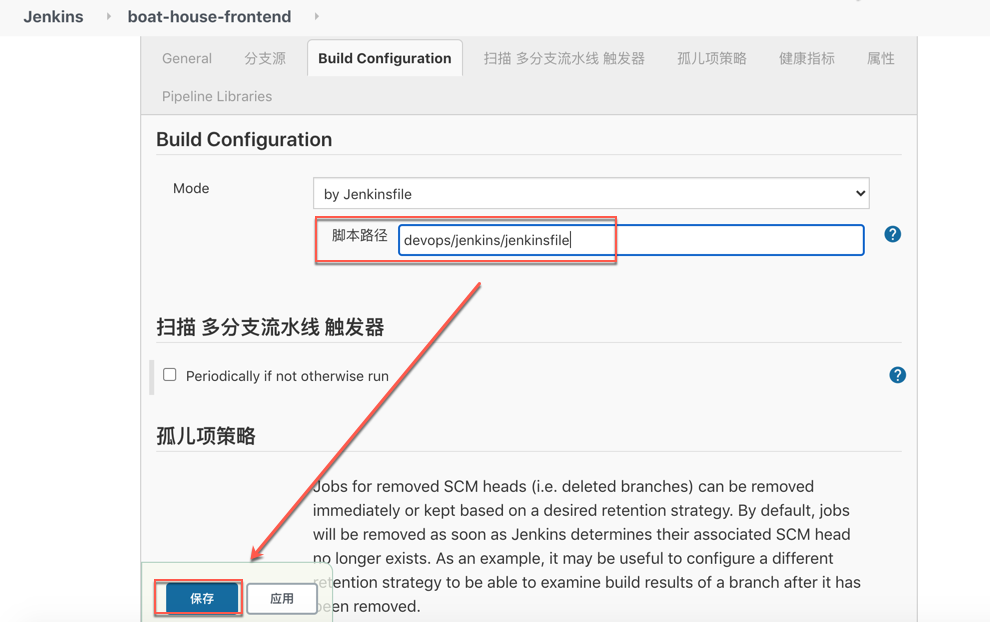 Jenkins boat-house-frontend
General 分支源 Build Configuration 扫描 多分支流水线 触发器 孤儿项策略 健康指标 属性
Pipeline Libraries
Build Configuration
Mode by Jenkinsfile
脚本路径 devops/jenkins/jenkinsfile
?
扫描 多分支流水线 触发器
Periodically if not otherwise run
?
孤儿项策略
Jobs for removed SCM heads (i.e. deleted branches) can be removed
immediately or kept based on a desired retention strategy. By default, jobs
will be removed as soon as Jenkins determines their associated SCM head
no longer exists. As an example, it may be useful to configure a different
retention strategy to be able to examine build results of a branch after it has
been removed.
保存 应用